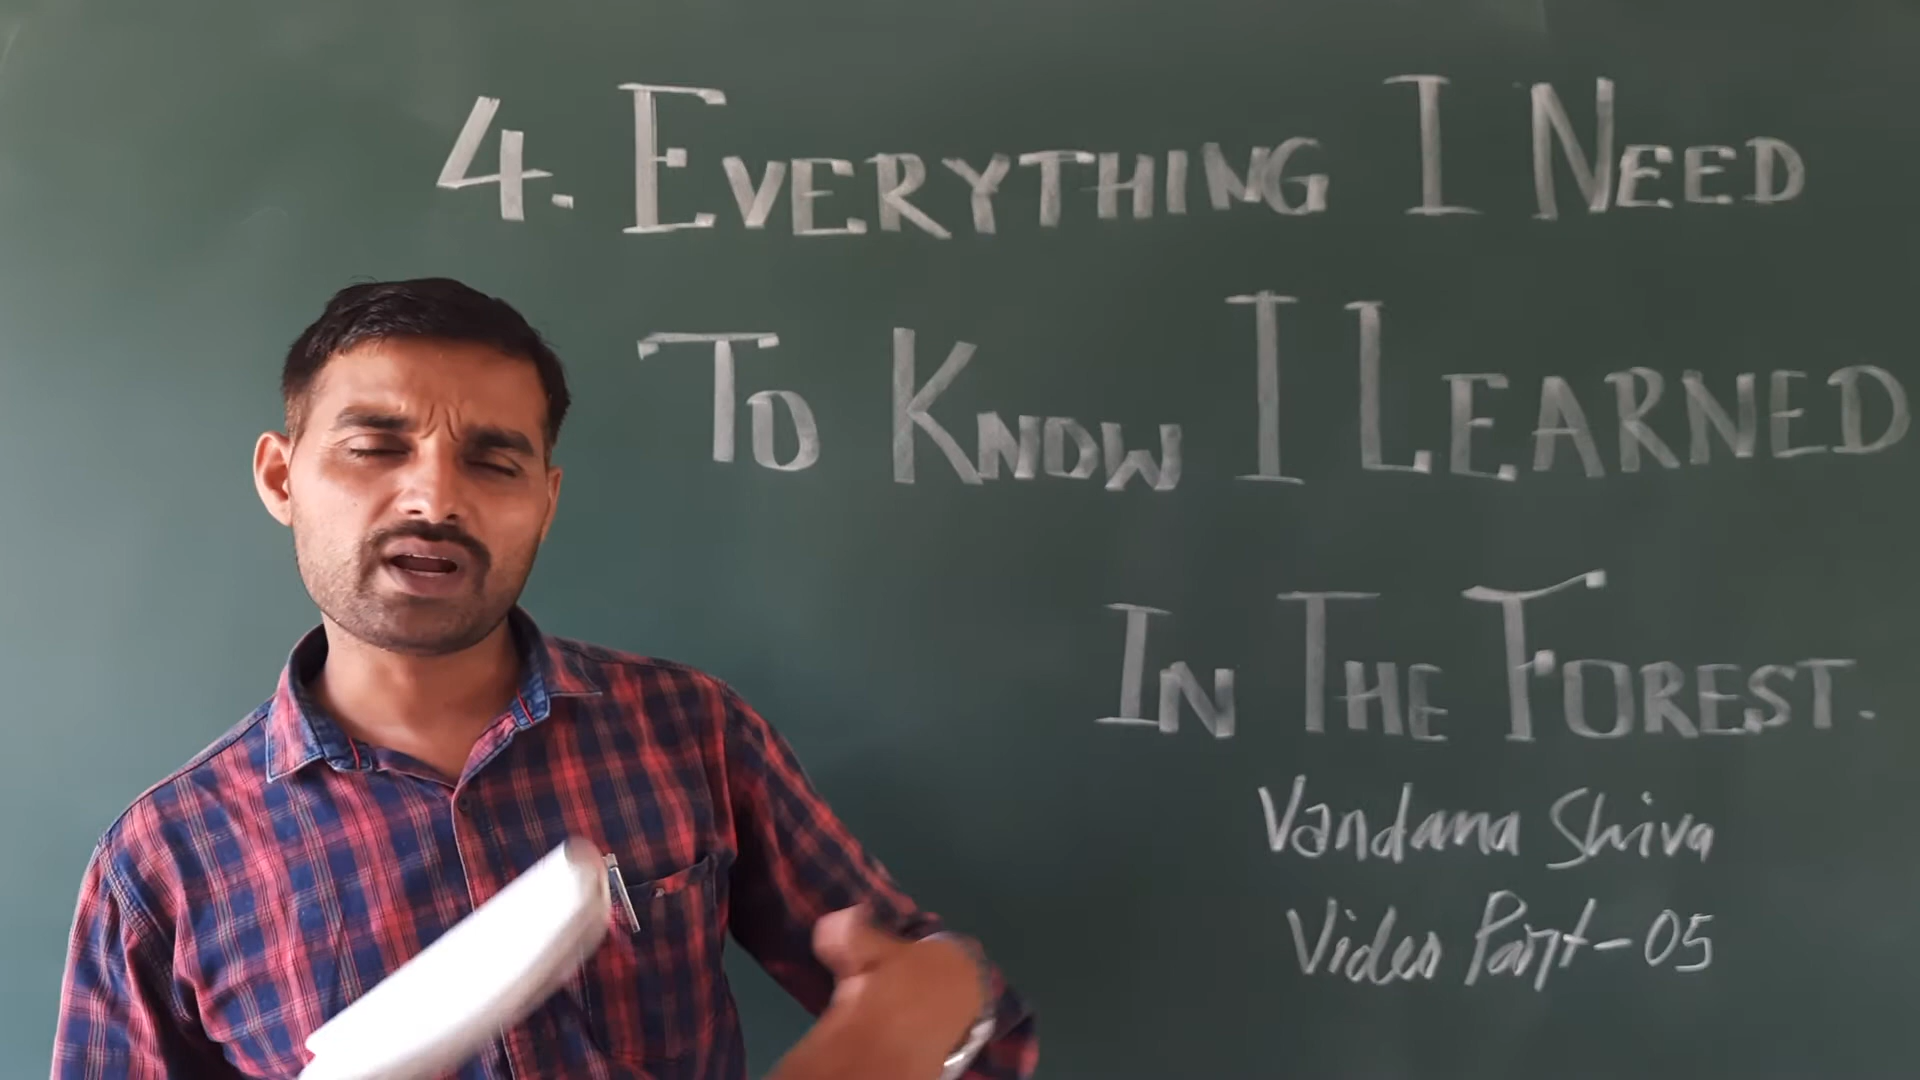 4. EVERYTHING I NEED
TO KNOW I LEARNED
IN THE FOREST.
Vandana Shiva
Video Part-05